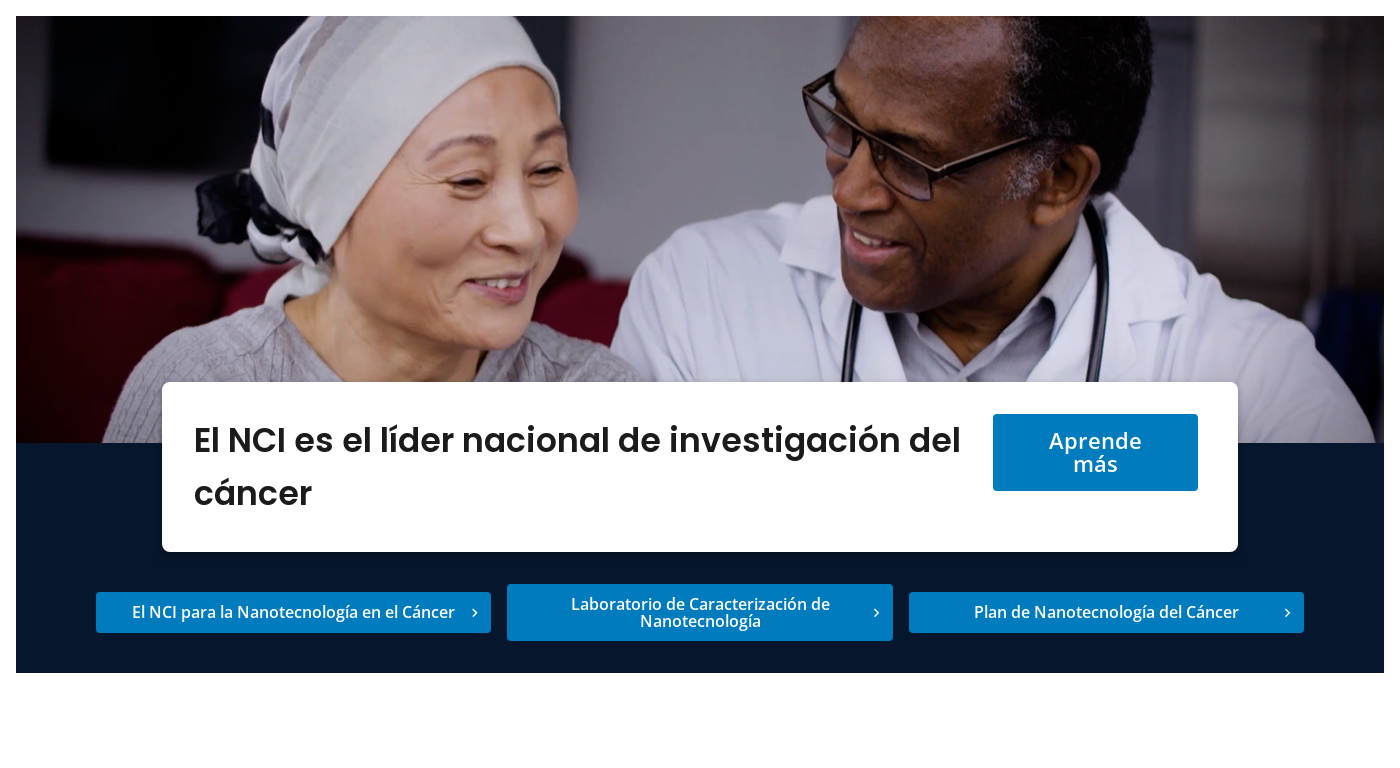 El NCI es el líder nacional de investigación del
cáncer
Aprende
más
El NCI para la Nanotecnología en el Cáncer
Laboratorio de Caracterización de
Nanotecnología
Plan de Nanotecnología del Cáncer